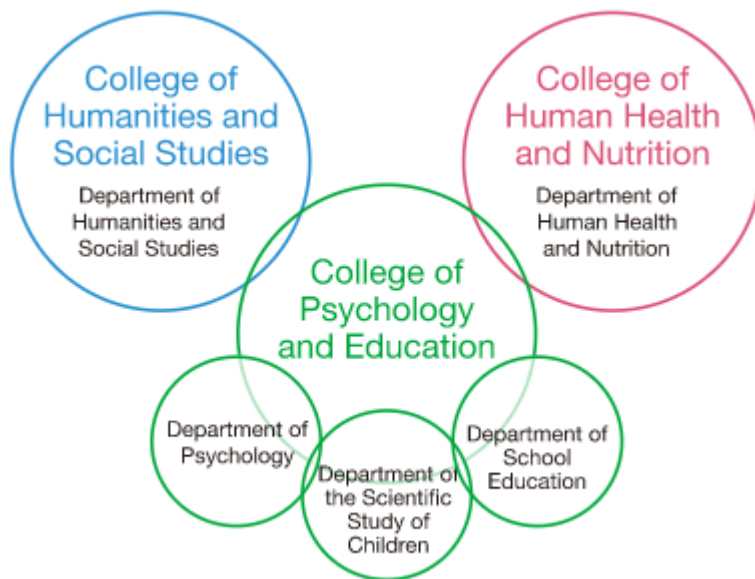 College of
Humanities and
Social Studies
Department of
Humanities and
Social Studies
College of
Human Health
and Nutrition
Department of
Human Health
and Nutrition
College of
Psychology
and Education
Department of
Psychology
Department of
the Scientific
Study of
Children
Department of
School
Education